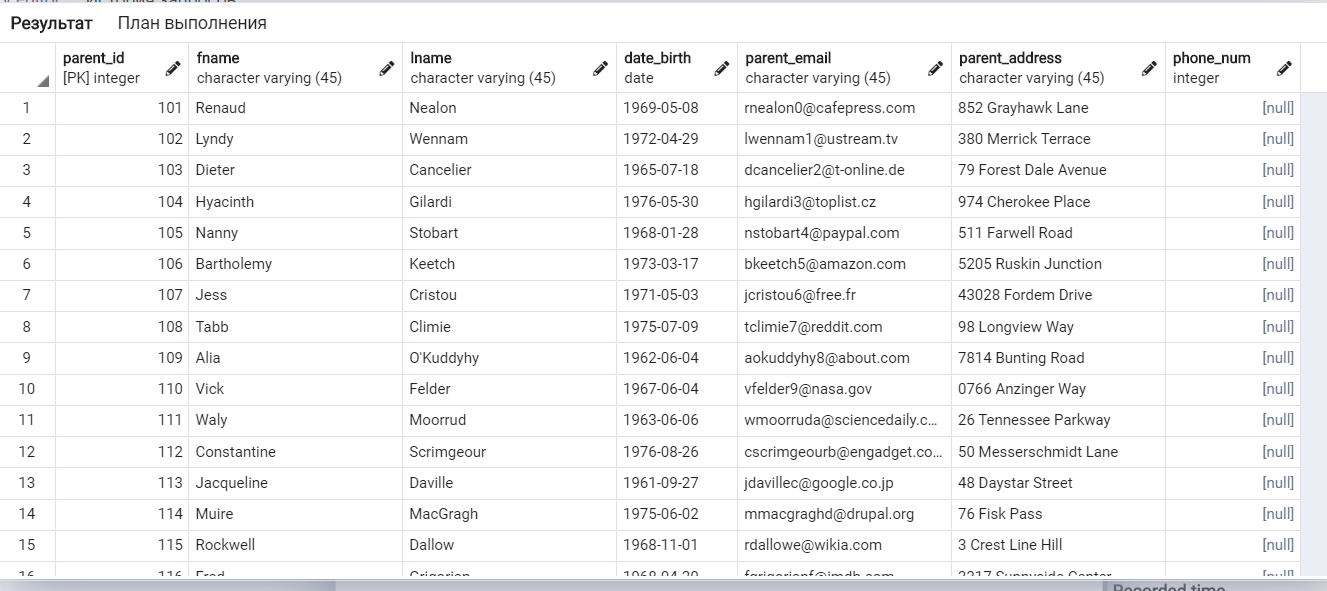 Результат План выполнения
parent_id fname lname date_birth parent_email parent_address phone_num
[PK] integer character varying (45) character varying (45) date character varying (45) character varying (45) integer
1 101 Renaud Nealon 1969-05-08 rnealon0@cafepress.com 852 Grayhawk Lane [null]
2 102 Lyndy Wennam 1972-04-29 lwennam1@ustream.tv 380 Merrick Terrace [null]
3 103 Dieter Cancelier 1965-07-18 dcancelier2@t-online.de 79 Forest Dale Avenue [null]
4 104 Hyacinth Gilardi 1976-05-30 hgilardi3@toplist.cz 974 Cherokee Place [null]
5 105 Nanny Stobart 1968-01-28 nstobart4@paypal.com 511 Farwell Road [null]
6 106 Bartholemy Keetch 1973-03-17 bkeetch5@amazon.com 5205 Ruskin Junction [null]
7 107 Jess Cristou 1971-05-03 jcristou6@free.fr 43028 Fordem Drive [null]
8 108 Tabb Climie 1975-07-09 tclimie7@reddit.com 98 Longview Way [null]
9 109 Alia O'Kuddyhy 1962-06-04 aokuddyhy8@about.com 7814 Bunting Road [null]
10 110 Vick Felder 1967-06-04 vfelder9@nasa.gov 0766 Anzinger Way [null]
11 111 Waly Moorrud 1963-06-06 wmoorruda@sciencedaily.c... 26 Tennessee Parkway [null]
12 112 Constantine Scrimgeour 1976-08-26 cscrimgeourb@engadget.co... 50 Messerschmidt Lane [null]
13 113 Jacqueline Daville 1961-09-27 jdavillec@google.co.jp 48 Daystar Street [null]
14 114 Muire MacGragh 1975-06-02 mmacgraghd@drupal.org 76 Fisk Pass [null]
15 115 Rockwell Dallow 1968-11-01 rdallowe@wikia.com 3 Crest Line Hill [null]
16 116 Fred
Recorded time